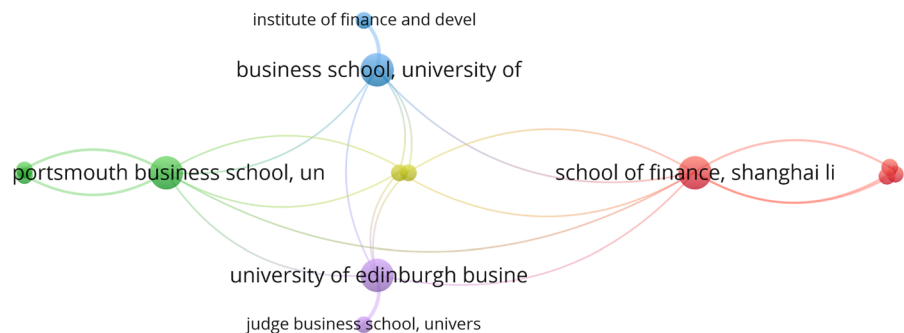 institute of finance and devel
business school, university of
portsmouth business school, un
school of finance, shanghai li
university of edinburgh busine
judge business school, univers